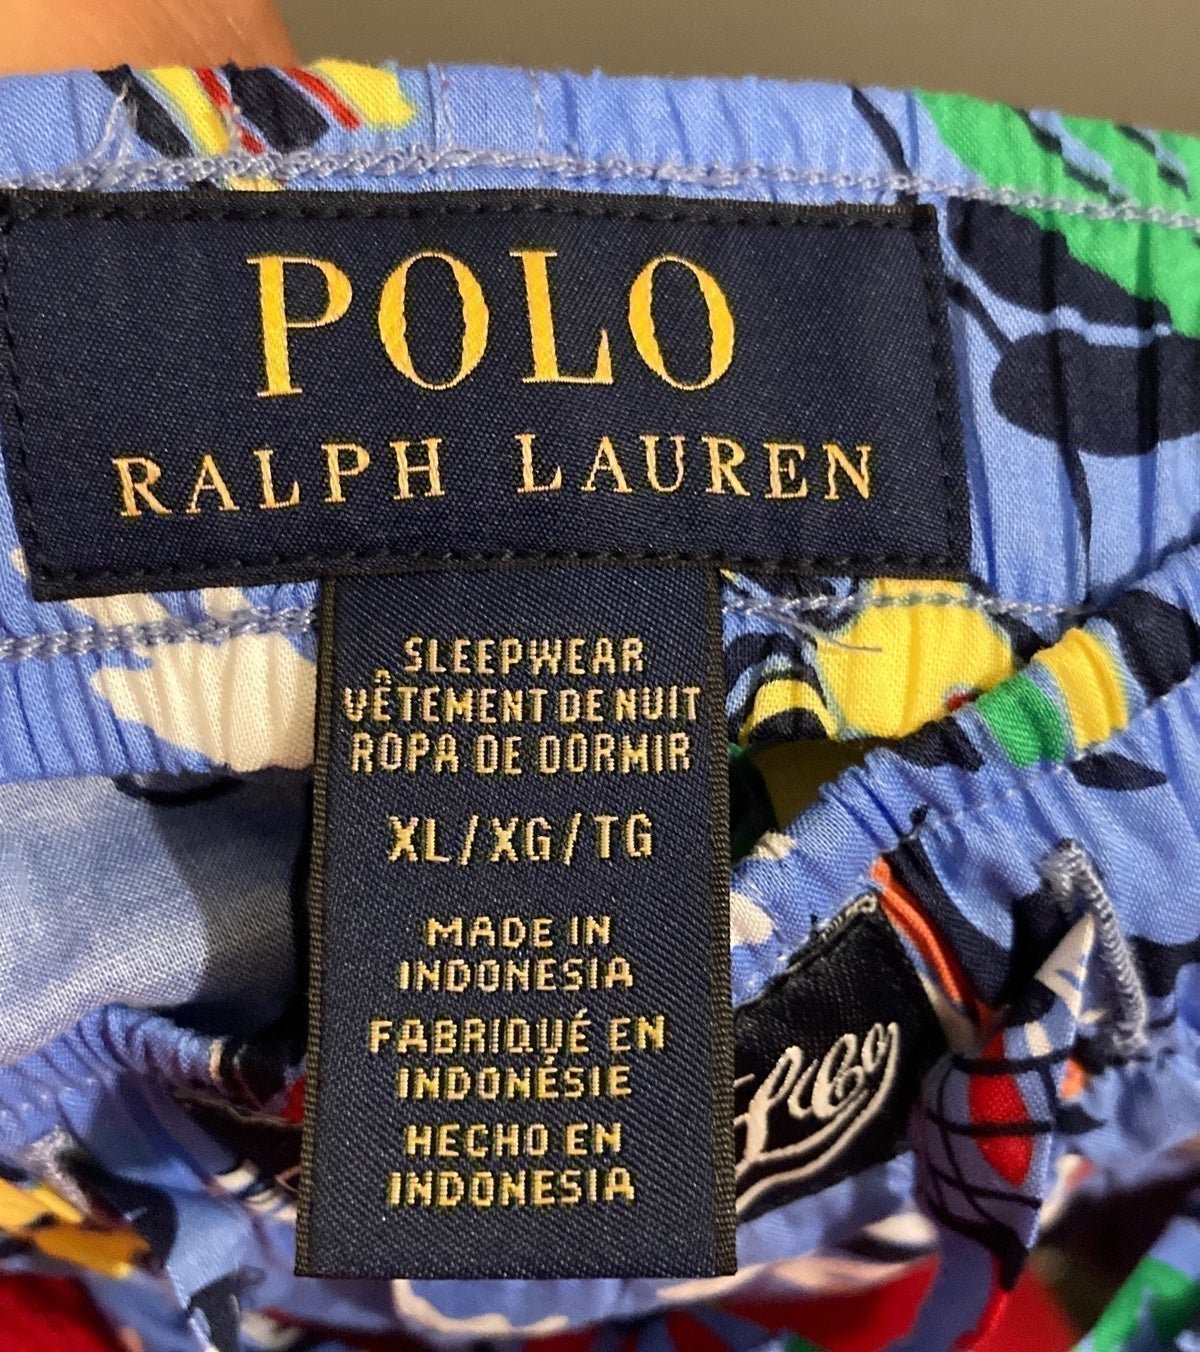 POLO
RALPH LAUREN
SLEEPWEAR
VÊTEMENT DE NUIT
ROPA DE DORMIR
XL/XG/TG
MADE IN
INDONESIA
FABRIQUÉ EN
INDONÉSIE
HECHO EN
INDONESIA